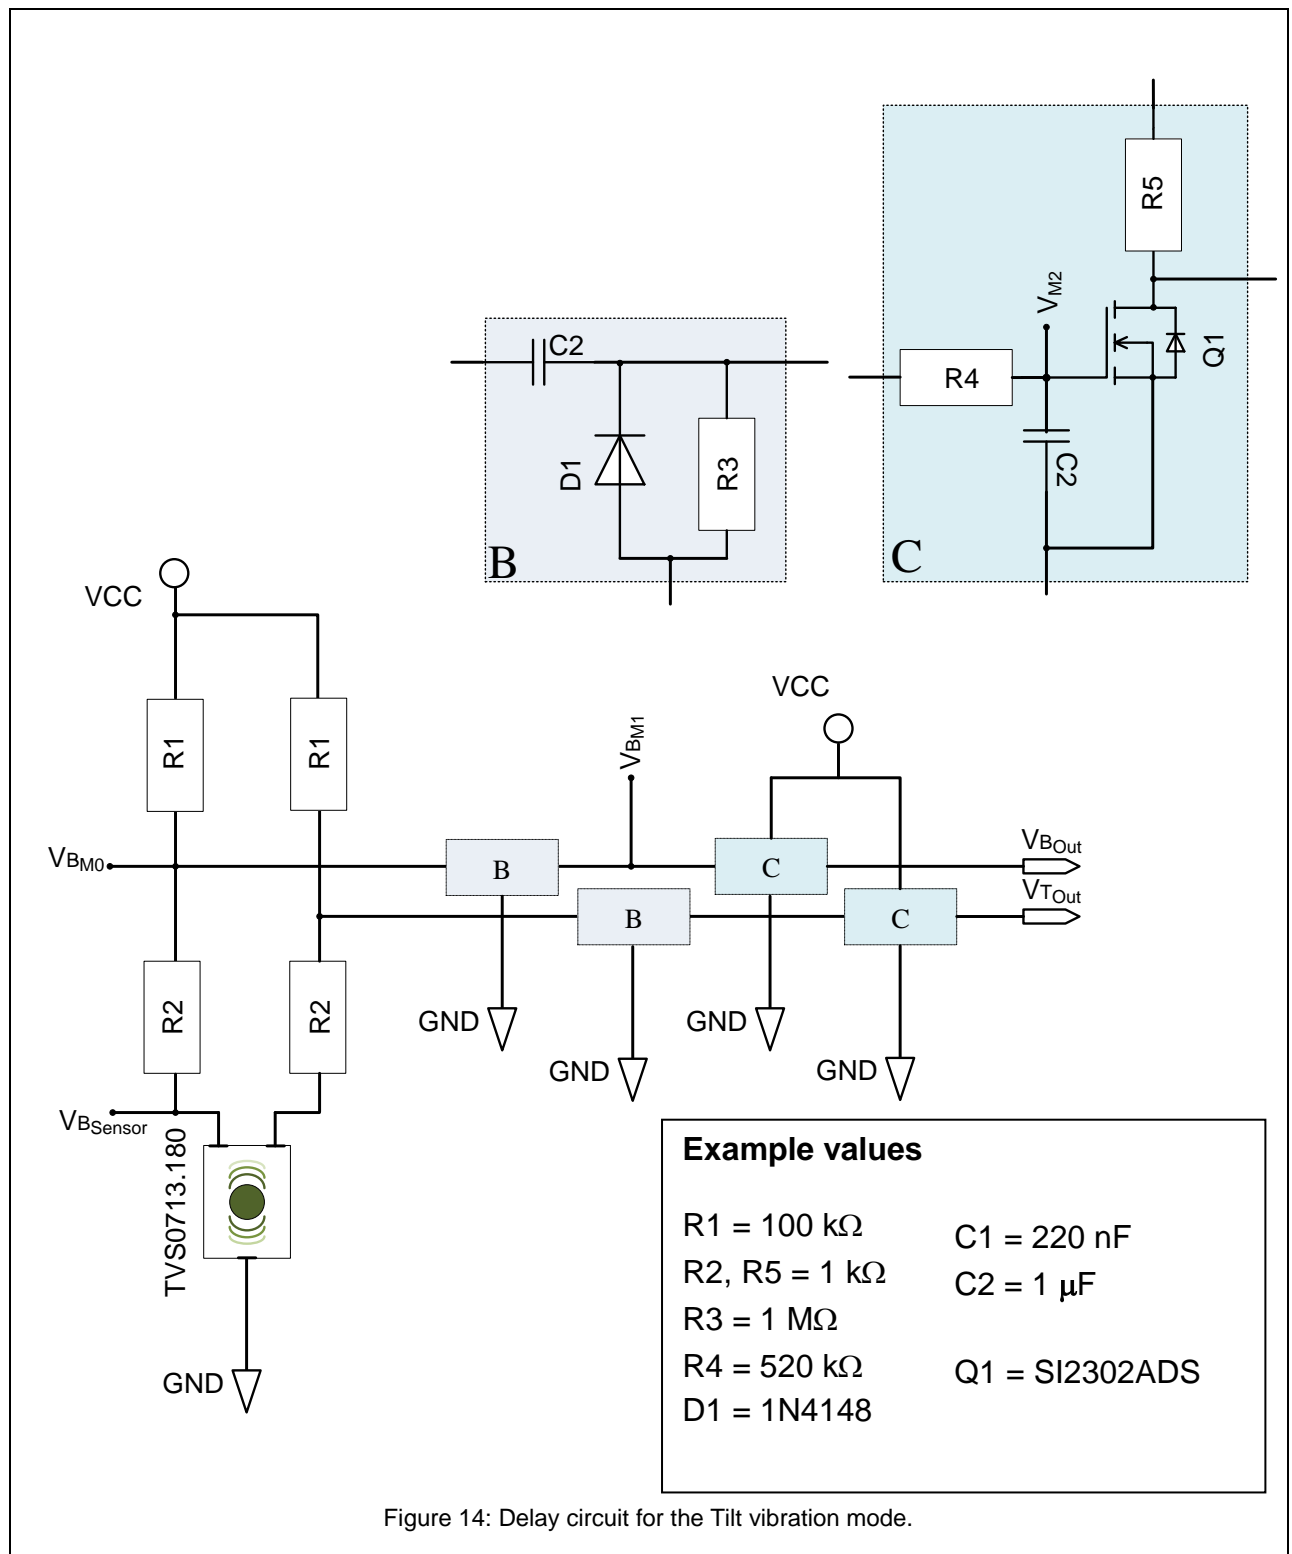 R5
VM2
Q1
R4
C2
C
C2
D1
R3
B
VCC
R1
R1
VBM1
VCC
VBM0
B
C
VBOut
B
C
VTOut
R2
R2
GND
GND
GND
GND
VBSensor
TVS0713.180
GND
Example values
R1 = 100 kΩ
R2, R5 = 1 kΩ
R3 = 1 MΩ
R4 = 520 kΩ
D1 = 1N4148
C1 = 220 nF
C2 = 1 μF
Q1 = SI2302ADS
Figure 14: Delay circuit for the Tilt vibration mode.